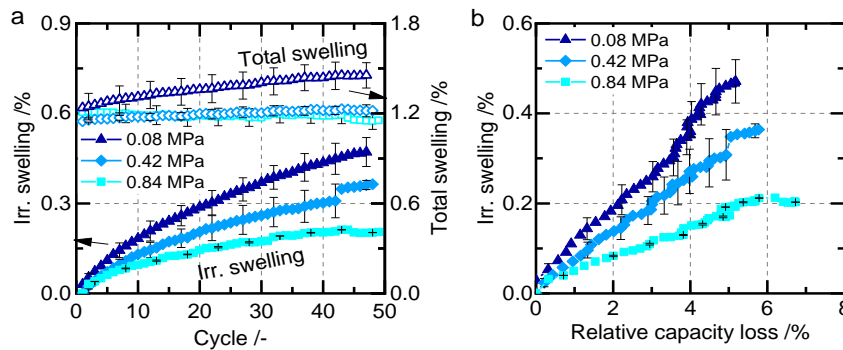 a
Irr. swelling /%
0.9
0.6
0.3
0.0
Total swelling
0.08 MPa
0.42 MPa
0.84 MPa
Irr. swelling
1.8
1.2
0.6
0.0
Total swelling /%
0 10 20 30 40 50
Cycle /-
b
Irr. swelling /%
0.6
0.4
0.2
0.0
0.08 MPa
0.42 MPa
0.84 MPa
0 2 4 6 8
Relative capacity loss /%